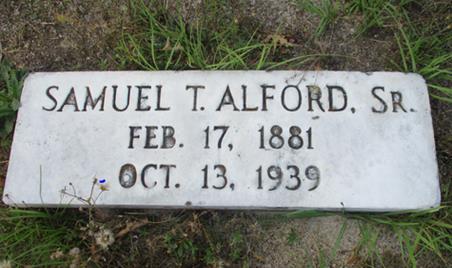 SAMUEL T. ALFORD, SR.
FEB. 17, 1881
OCT. 13, 1939